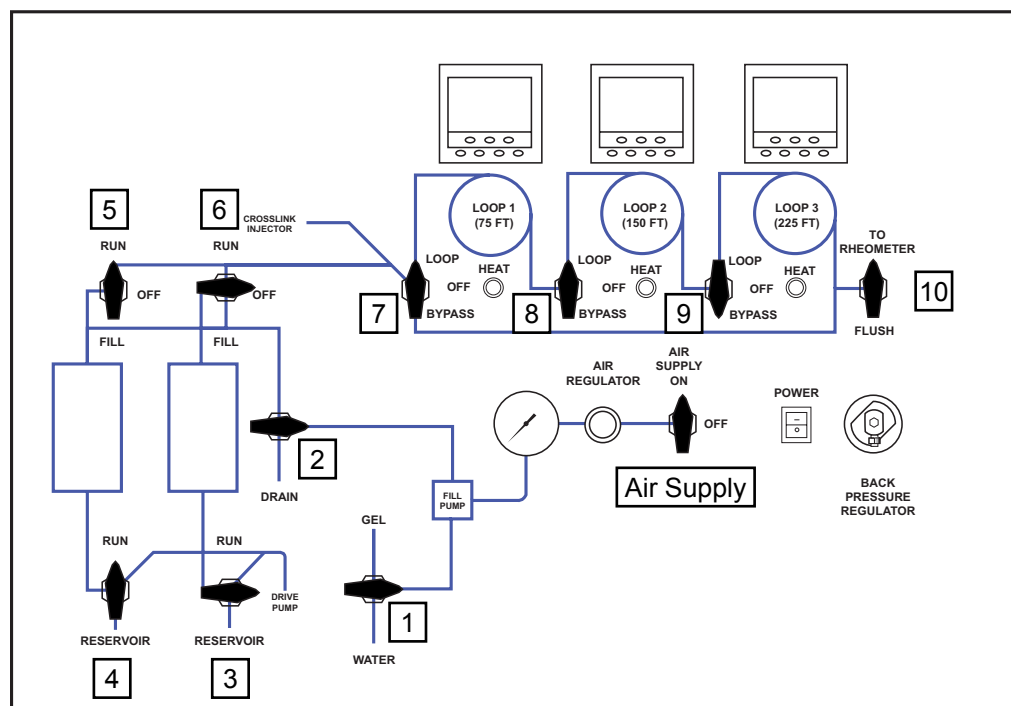 LOOP 1
(75 FT)
LOOP 2
(150 FT)
LOOP 3
(225 FT)
5
6
RUN
RUN
CROSSLINK
INJECTOR
TO
RHEOMETER
OFF
OFF
LOOP
HEAT
OFF
BYPASS
LOOP
HEAT
OFF
BYPASS
LOOP
HEAT
OFF
BYPASS
7
8
9
10
FLUSH
FILL
FILL
AIR
REGULATOR
AIR
SUPPLY
ON
OFF
POWER
2
DRAIN
Air Supply
BACK
PRESSURE
REGULATOR
FILL
PUMP
GEL
RUN
RUN
DRIVE
PUMP
1
RESERVOIR
RESERVOIR
WATER
4
3